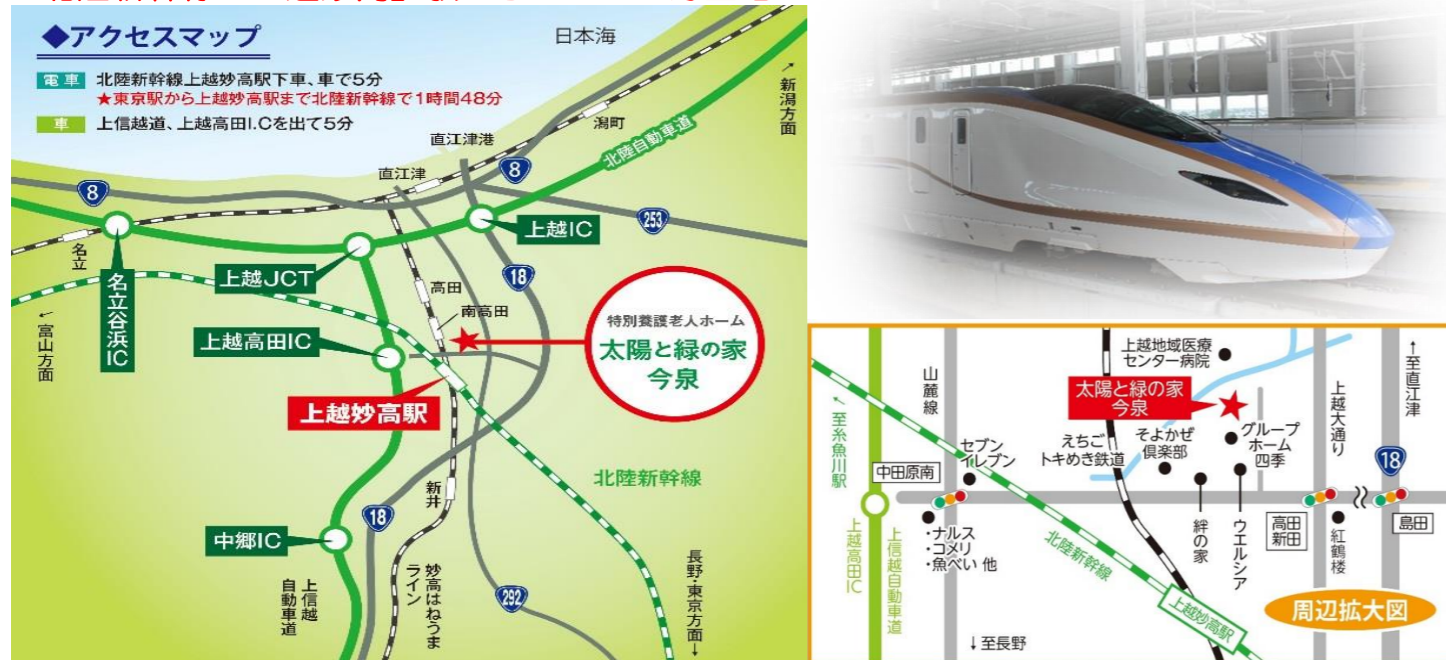 ◆アクセスマップ
電車 北陸新幹線上越妙高駅下車、車で5分
★東京駅から上越妙高駅まで北陸新幹線で1時間48分
車 上信越道、上越高田I.Cを出て5分
日本海
↑新潟方面
潟町
直江津港
直江津
北陸自動車道
8
8
253
上越IC
名立
名立谷浜IC
上越JCT
18
高田
南高田
←富山方面
上越高田IC
特別養護老人ホーム
太陽と緑の家
今泉
上越妙高駅
北陸新幹線
新井
18
中郷IC
上信越
自動車道
妙高はねうま
ライン
292
長野・東京方面→
上越地域医療
センター病院
山麓線
太陽と緑の家
今泉
上越大通り
←至直江津
←至糸魚川駅
セブン
イレブン
えちご
トキめき鉄道
そよかぜ
倶楽部
グループ
ホーム
四季
18
中田原南
上越高田IC
上信越自動車道
・ナルス
・コメリ
・魚べい 他
北陸新幹線
絆の家
ウエルシア
高田
新田
紅鶴楼
島田
上越妙高駅
周辺拡大図
↓至長野